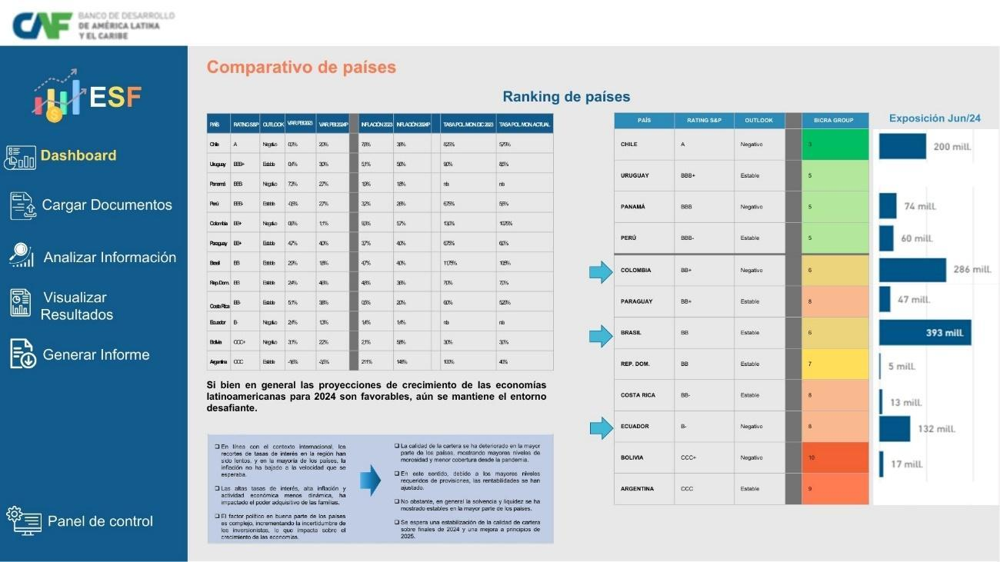 CAF
BANCO DE DESARROLLO
DE AMÉRICA LATINA
Y EL CARIBE
ESF
Dashboard
Cargar Documentos
Analizar Información
Visualizar
Resultados
Generar Informe
Panel de control
Comparativo de países
Ranking de países
PAÍS RATING S&P OUTLOOK VAR. PBI 2023 VAR. PBI 2024P INFLACIÓN 2023 INFLACIÓN 2024P TASA POL. MON. DIC 2023 TASA POL. MON. ACTUAL
Chile A Negativo 2,0% 3,8% 8,25% 5,75%
Uruguay BBB+ Estable 0,4% 3,0% 5,1% 5,6% 9,0% 8,5%
Panamá BBB Negativo 7,3% 2,7% 1,9% 1,8% n/a n/a
Perú BBB- Estable 2,7% 3,2% 6,75%
Colombia BB+ Negativo 0,6% 1,1% 9,3% 5,7% 13,0% 10,75%
Paraguay BB+ Estable 4,7% 4,0% 3,7% 4,0% 6,75% 6,0%
Brasil BB Estable 2,9% 1,8% 4,7% 4,0% 11,75% 10,5%
Rep. Dom. BB Estable 2,4% 4,6% 4,8% 3,6% 7,0% 7,0%
Costa Rica BB- Estable 5,1% 3,8% 2,0% 6,0% 5,25%
Ecuador B- Negativo 2,4% 1,3% 1,4% 1,4% n/a n/a
Bolivia CCC+ Negativo 3,1% 2,2% 2,1% 5,8% 3,0% 3,0%
Argentina CCC Estable -1,6% -3,5% 211% 148% 100% 40%
Si bien en general las proyecciones de crecimiento de las economías
latinoamericanas para 2024 son favorables, aún se mantiene el entorno
desafiante.
En línea con el contexto internacional, los
recortes de tasas de interés en la región han
sido lentos, y en la mayoría de los países, la
inflación no ha bajado a la velocidad que se
esperaba.
Las altas tasas de interés, alta inflación y
actividad económica menos dinámica, ha
impactado el poder adquisitivo de las familias.
El factor político en buena parte de los países
es complejo, incrementando la incertidumbre de
los inversionistas, lo que impacta sobre el
crecimiento de las economías.
La calidad de la cartera se ha deteriorado en la mayor
parte de los países, mostrando mayores niveles de
morosidad y menor cobertura desde la pandemia.
En este sentido, debido a los mayores niveles
requeridos de provisiones, las rentabilidades se han
ajustado.
No obstante, en general la solvencia y liquidez se ha
mostrado estables en la mayor parte de los países.
Se espera una estabilización de la calidad de cartera
sobre finales de 2024 y una mejora a principios de
2025.
PAÍS RATING S&P OUTLOOK BICRA GROUP Exposición Jun/24
CHILE A Negativo 3 200 mill.
URUGUAY BBB+ Estable 5
PANAMÁ BBB Negativo 5 74 mill.
PERÚ BBB- Estable 5 60 mill.
COLOMBIA BB+ Negativo 6 286 mill.
PARAGUAY BB+ Estable 8 47 mill.
BRASIL BB Estable 6 393 mill.
REP. DOM. BB Estable 7 5 mill.
COSTA RICA BB- Estable 8 13 mill.
ECUADOR B- Negativo 8 132 mill.
BOLIVIA CCC+ Negativo 10 17 mill.
ARGENTINA CCC Estable 9